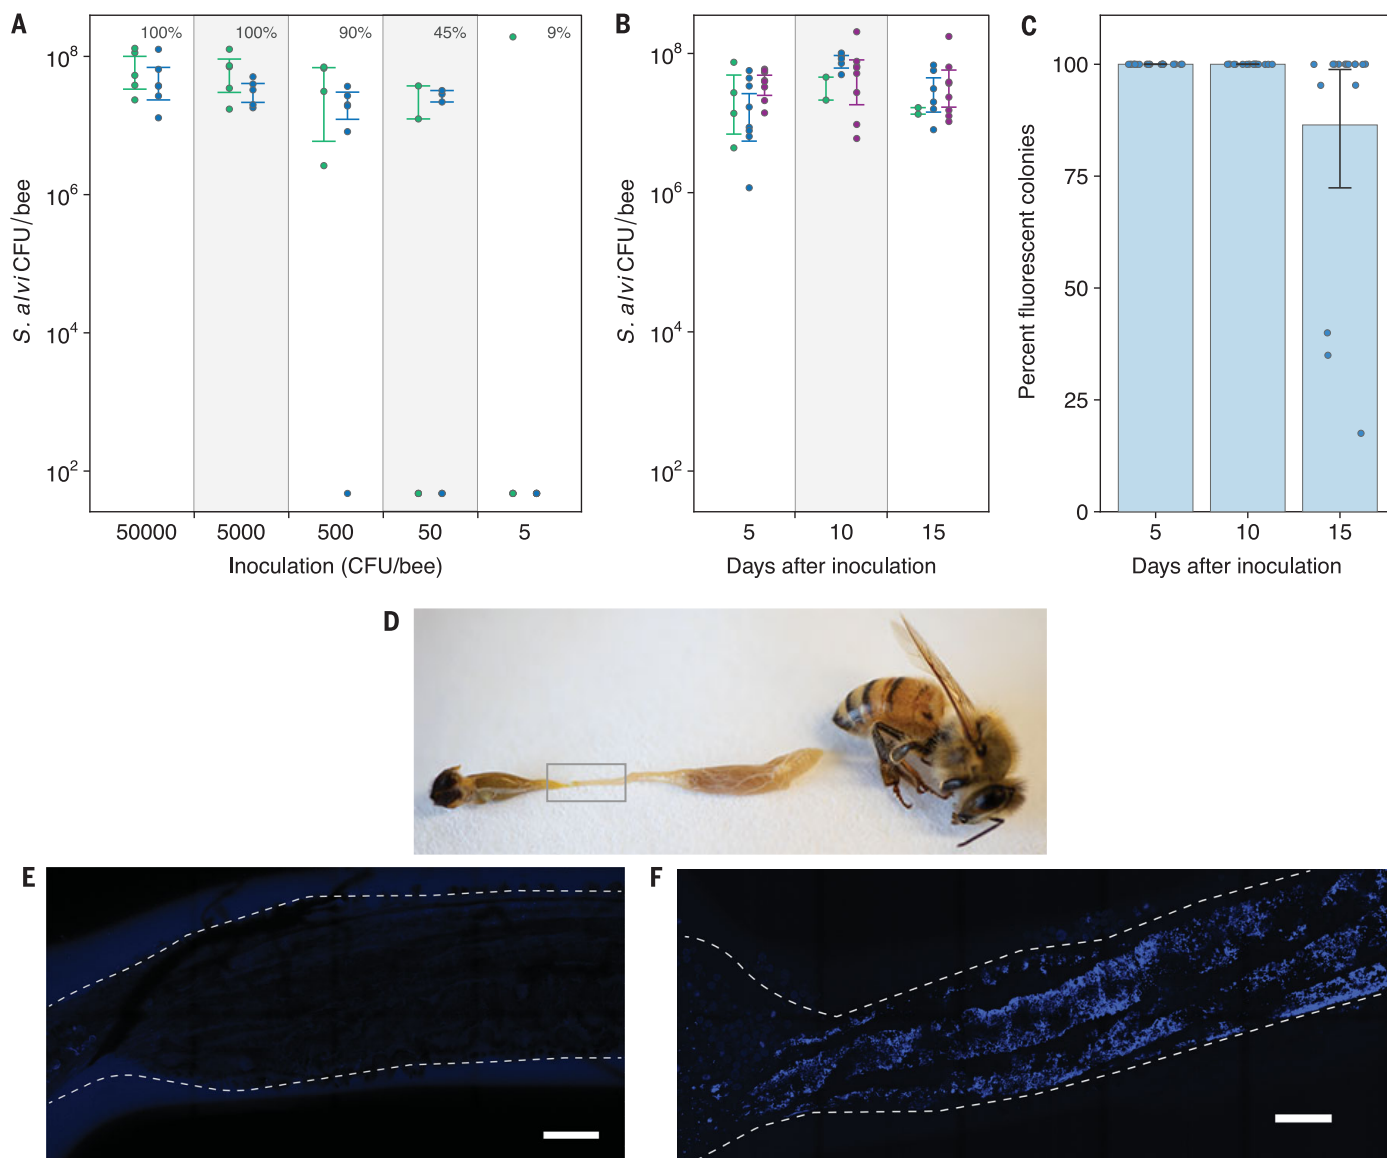 A
100%
100%
90%
45%
9%
10⁸
10⁶
10⁴
10²
S. alvi CFU/bee
50000
5000
500
50
5
Inoculation (CFU/bee)
B
10⁸
10⁶
10⁴
10²
S. alvi CFU/bee
5
10
15
Days after inoculation
C
100
75
50
25
0
Percent fluorescent colonies
5
10
15
Days after inoculation
D
E
F